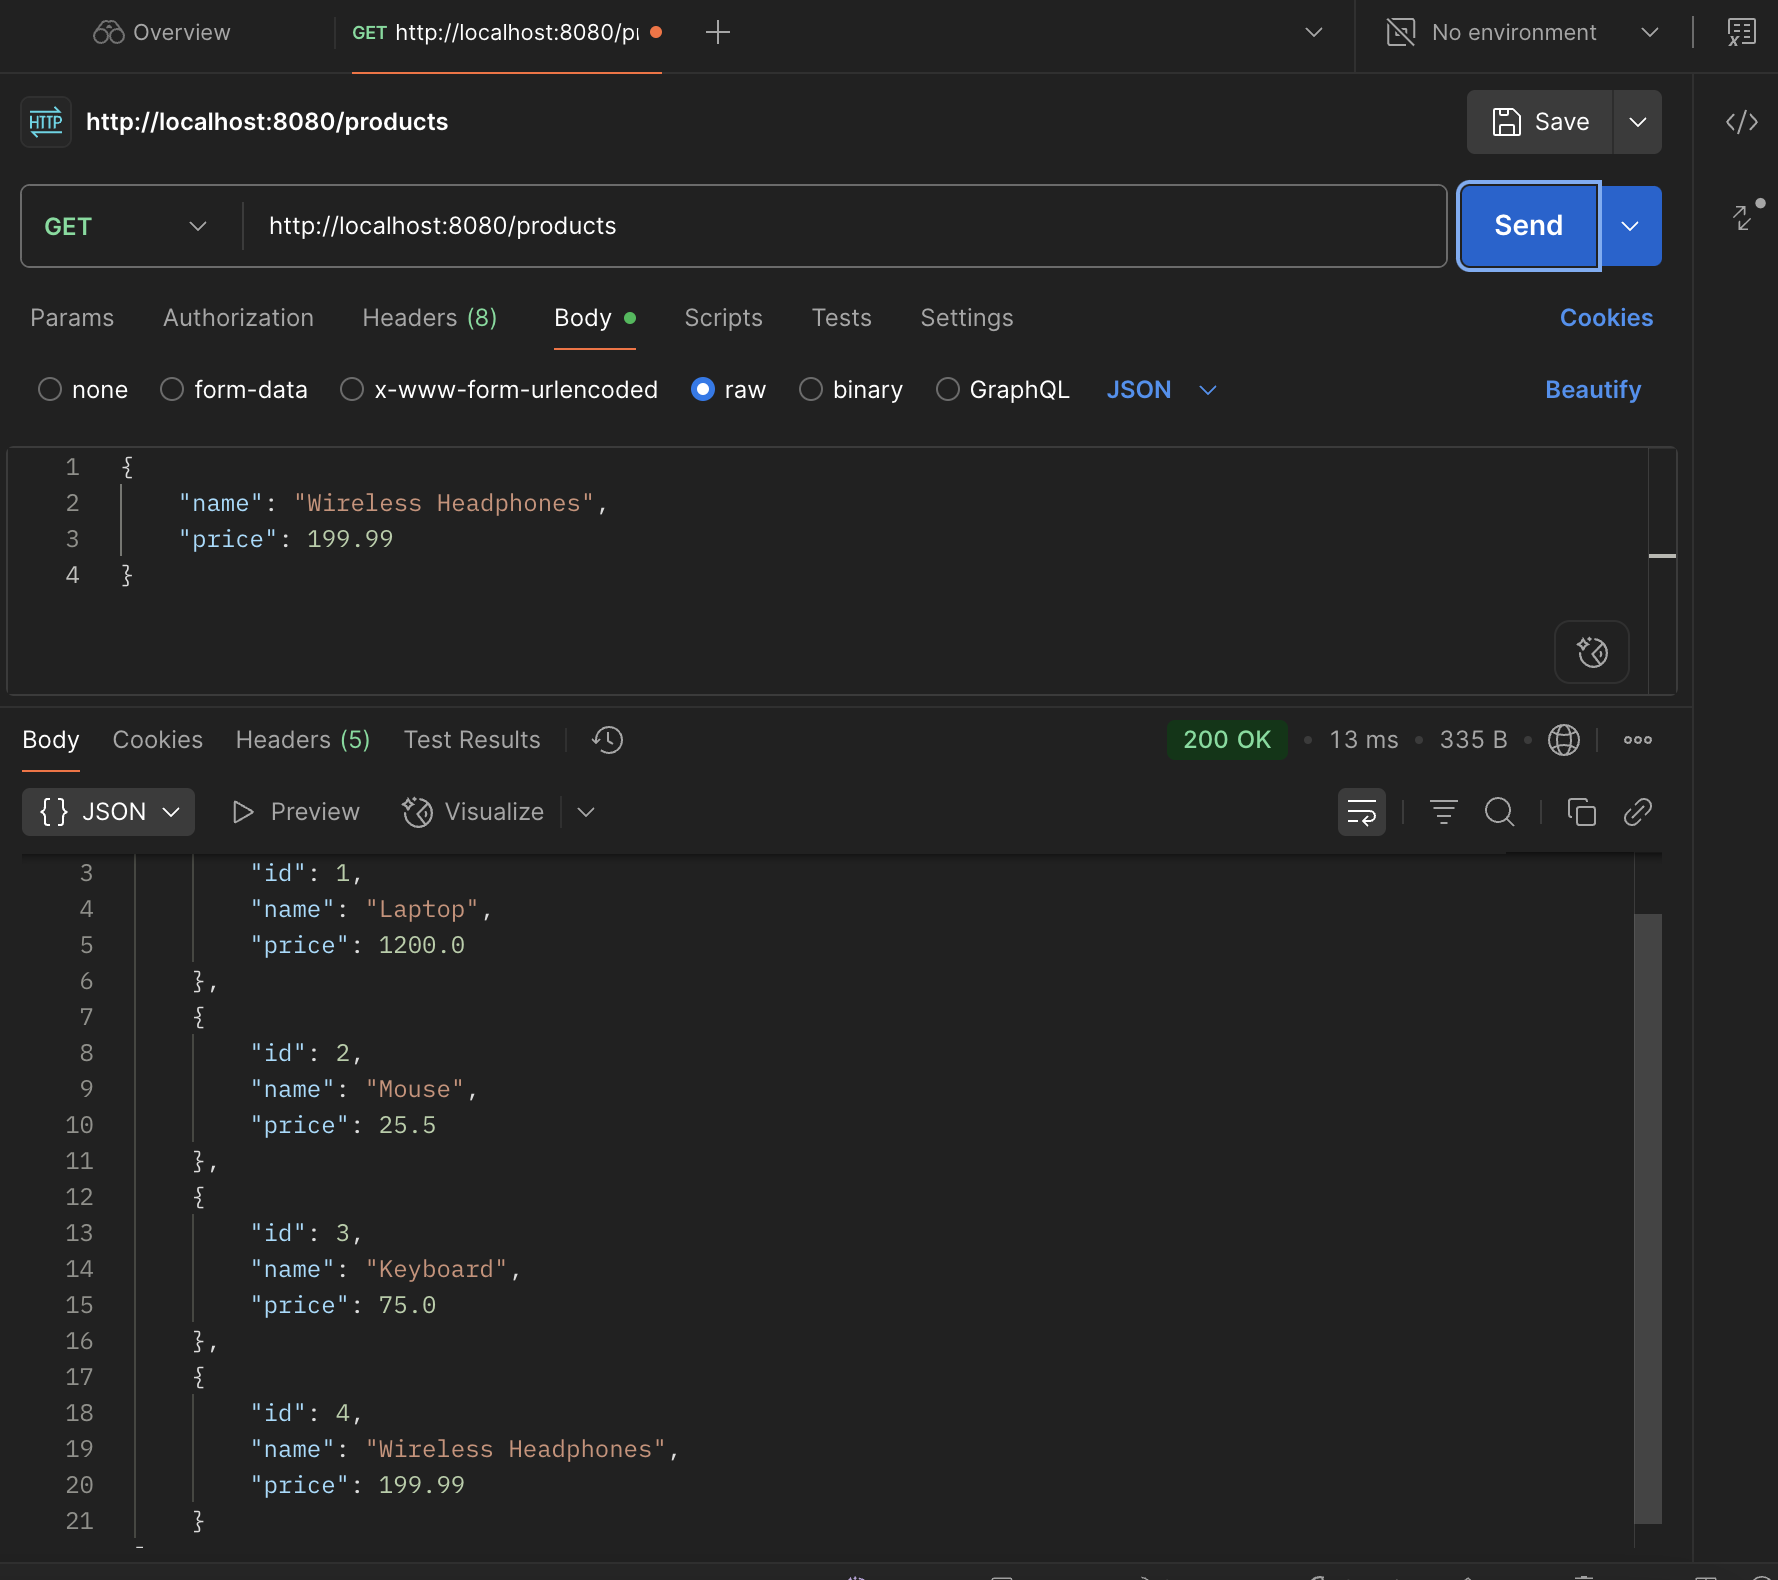 Overview
GET http://localhost:8080/p
No environment
HTTP http://localhost:8080/products
Save
GET http://localhost:8080/products
Send
Params Authorization Headers (8) Body Scripts Tests Settings Cookies
none form-data x-www-form-urlencoded raw binary GraphQL JSON Beautify
1 {
2 "name": "Wireless Headphones",
3 "price": 199.99
4 }
Body Cookies Headers (5) Test Results 200 OK • 13 ms • 335 B •
{} JSON Preview Visualize
3 "id": 1,
4 "name": "Laptop",
5 "price": 1200.0
6 },
7 {
8 "id": 2,
9 "name": "Mouse",
10 "price": 25.5
11 },
12 {
13 "id": 3,
14 "name": "Keyboard",
15 "price": 75.0
16 },
17 {
18 "id": 4,
19 "name": "Wireless Headphones",
20 "price": 199.99
21 }